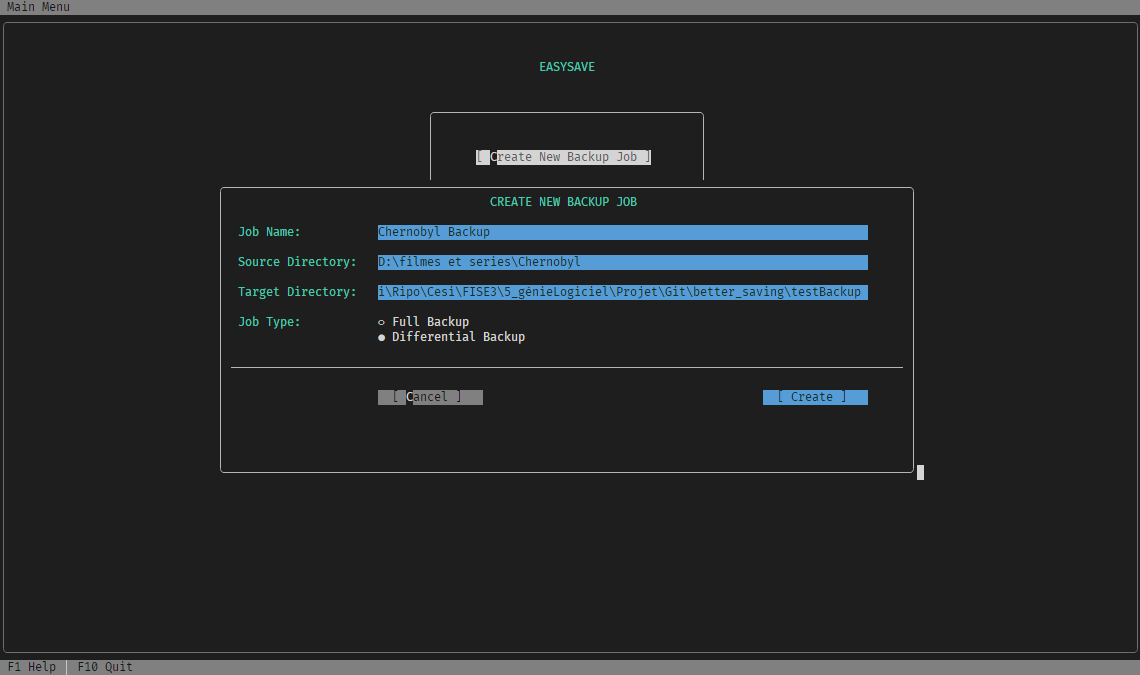 Main Menu
EASYSAVE
[ Create New Backup Job ]
CREATE NEW BACKUP JOB
Job Name: Chernobyl Backup
Source Directory: D:\filmes et series\Chernobyl
Target Directory: i\Ripo\Cesi\FISE3\5_génieLogiciel\Projet\Git\better_saving\testBackup
Job Type: ○ Full Backup
● Differential Backup
[ Cancel ] [ Create ]
F1 Help │ F10 Quit